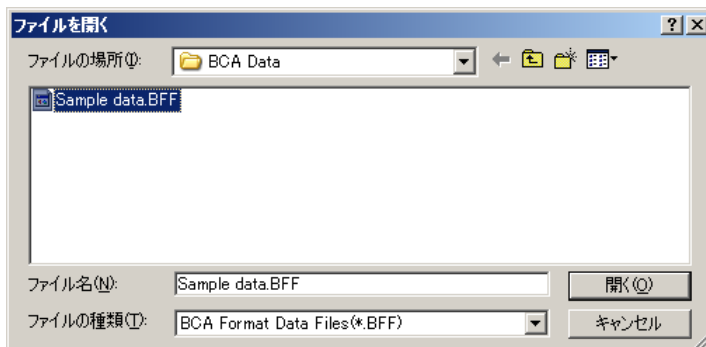 ファイルを開く
ファイルの場所(I): BCA Data
Sample data.BFF
ファイル名(N): Sample data.BFF 開く(O)
ファイルの種類(T): BCA Format Data Files(*.BFF) キャンセル